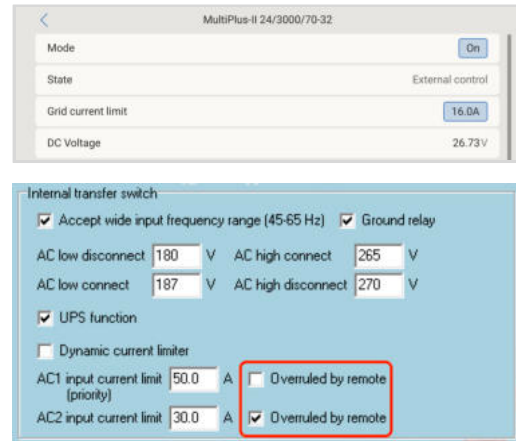 MultiPlus-II 24/3000/70-32
Mode On
State External control
Grid current limit 16.0A
DC Voltage 26.73V
Internal transfer switch
Accept wide input frequency range (45-65 Hz) Ground relay
AC low disconnect 180 V AC high connect 265 V
AC low connect 187 V AC high disconnect 270 V
UPS function
Dynamic current limiter
AC1 input current limit 50.0 A Overruled by remote
(priority)
AC2 input current limit 30.0 A Overruled by remote